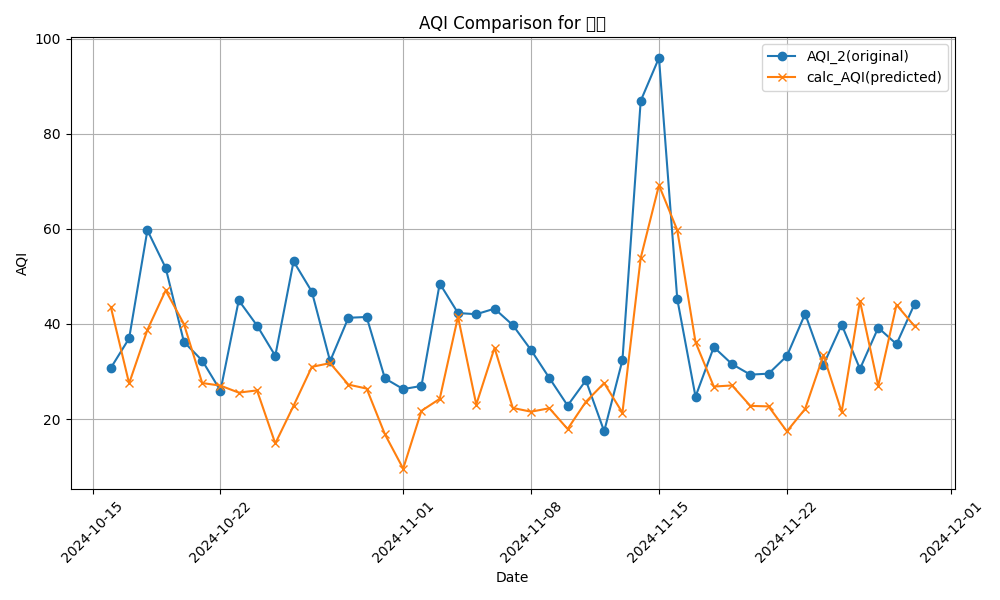 AQI Comparison for
AQI_2(original)
calc_AQI(predicted)
100
80
60
40
20
AQI
2024-10-15
2024-10-22
2024-11-01
2024-11-08
2024-11-15
2024-11-22
2024-12-01
Date